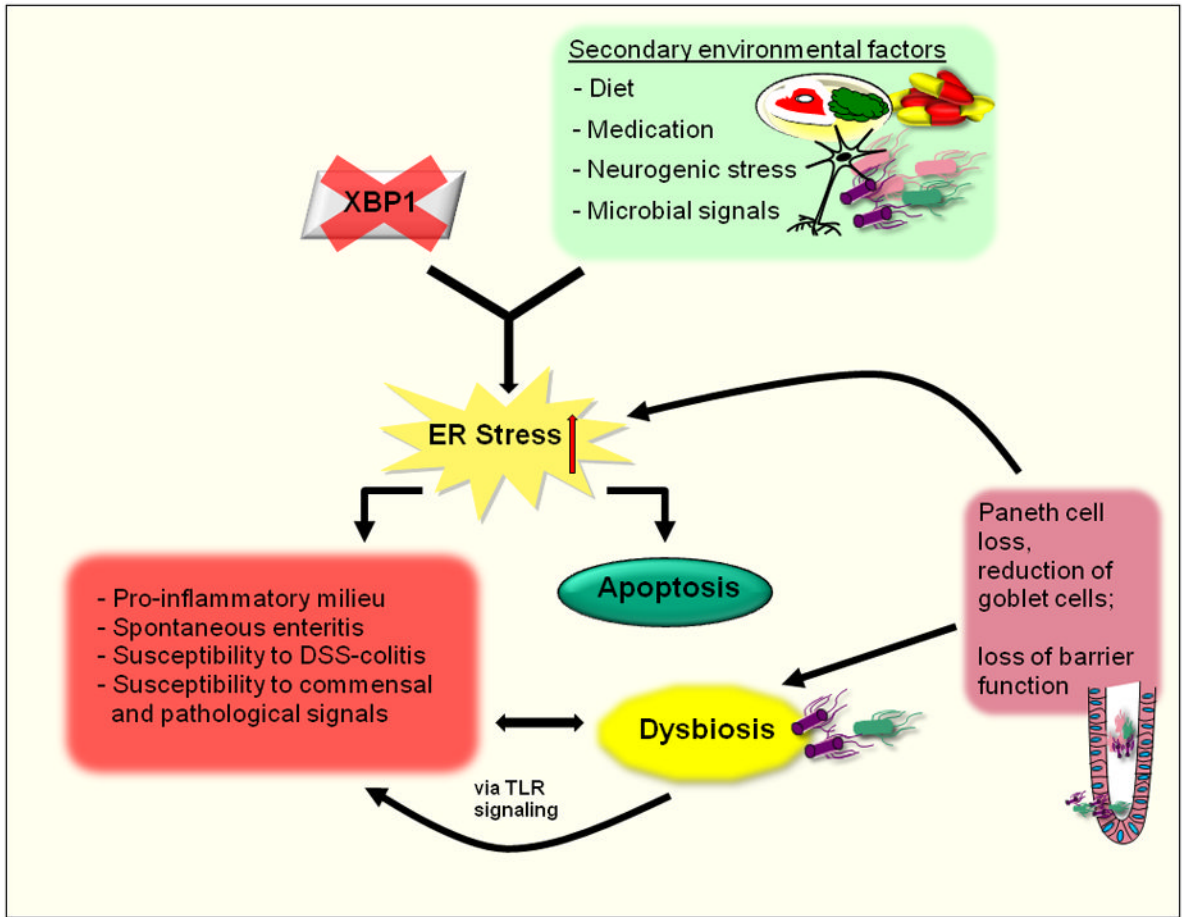 Secondary environmental factors
- Diet
- Medication
- Neurogenic stress
- Microbial signals
XBP1
ER Stress
- Pro-inflammatory milieu
- Spontaneous enteritis
- Susceptibility to DSS-colitis
- Susceptibility to commensal
and pathological signals
Apoptosis
Paneth cell
loss,
reduction of
goblet cells;
loss of barrier
function
Dysbiosis
via TLR
signaling